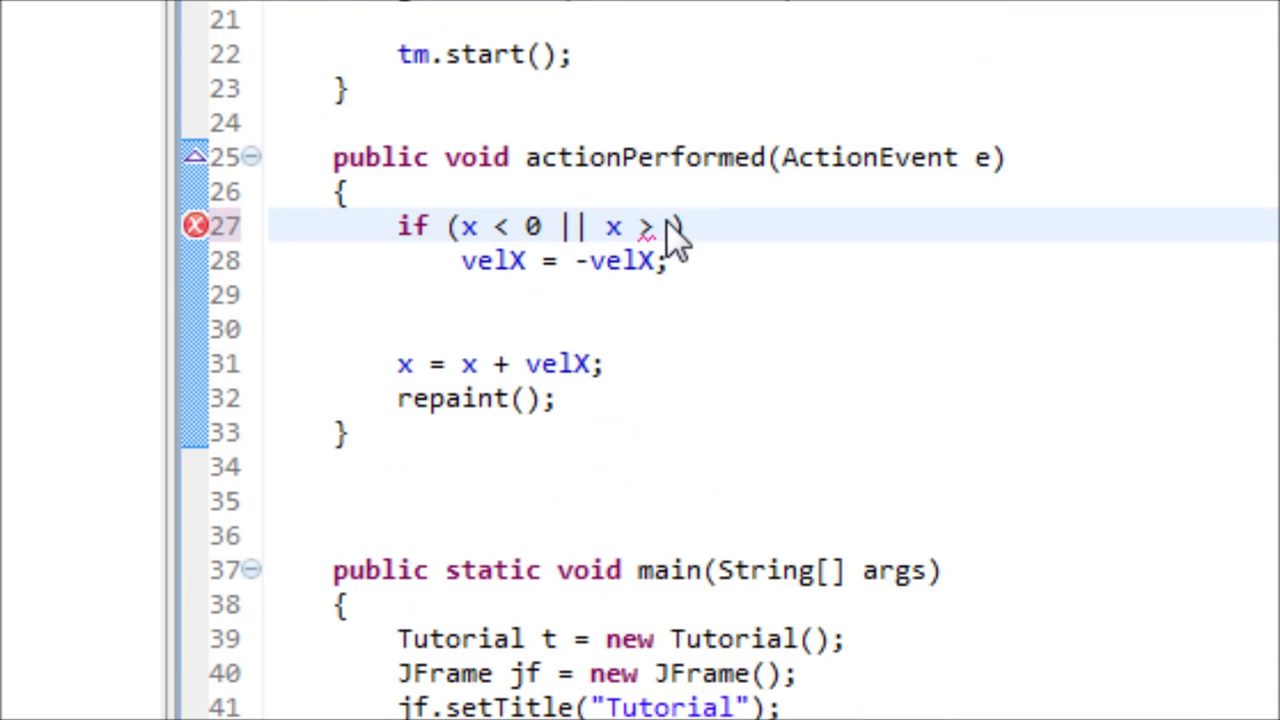 21
22 tm.start();
23 }
24
25 public void actionPerformed(ActionEvent e)
26 {
27 if (x < 0 || x > )
28 velX = -velX;
29
30
31 x = x + velX;
32 repaint();
33 }
34
35
36
37 public static void main(String[] args)
38 {
39 Tutorial t = new Tutorial();
40 JFrame jf = new JFrame();
41 jf.setTitle("Tutorial");